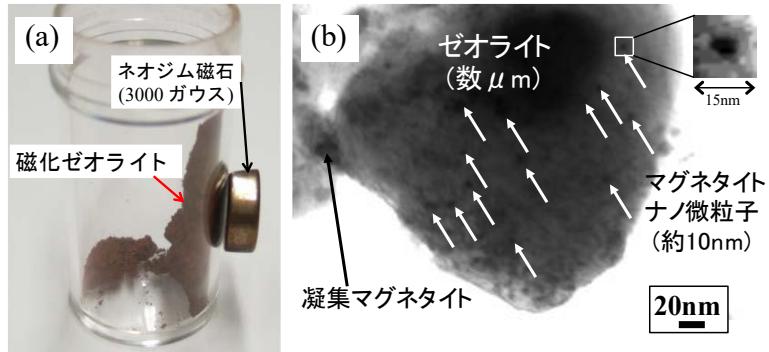 (a)
ネオジム磁石
(3000 ガウス)
磁化ゼオライト
(b)
ゼオライト
(数μm)
15nm
マグネタイト
ナノ微粒子
(約10nm)
凝集マグネタイト
20nm